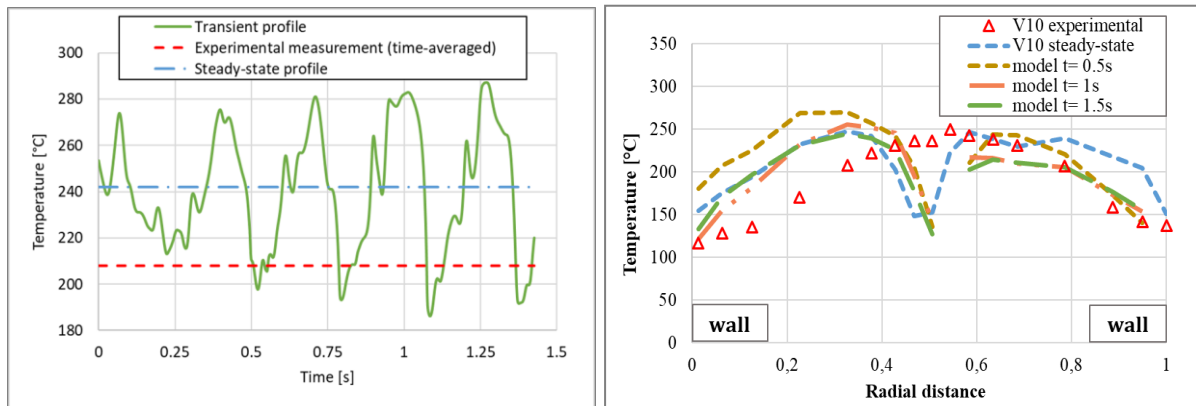 Transient profile
Experimental measurement (time-averaged)
Steady-state profile
300
280
260
240
220
200
180
Temperature [°C]
0
0.25
0.5
0.75
1
1.25
1.5
Time [s]
V10 experimental
V10 steady-state
model t= 0.5s
model t= 1s
model t= 1.5s
350
300
250
200
150
100
50
0
Temperature [°C]
wall
wall
0
0,2
0,4
0,6
0,8
1
Radial distance